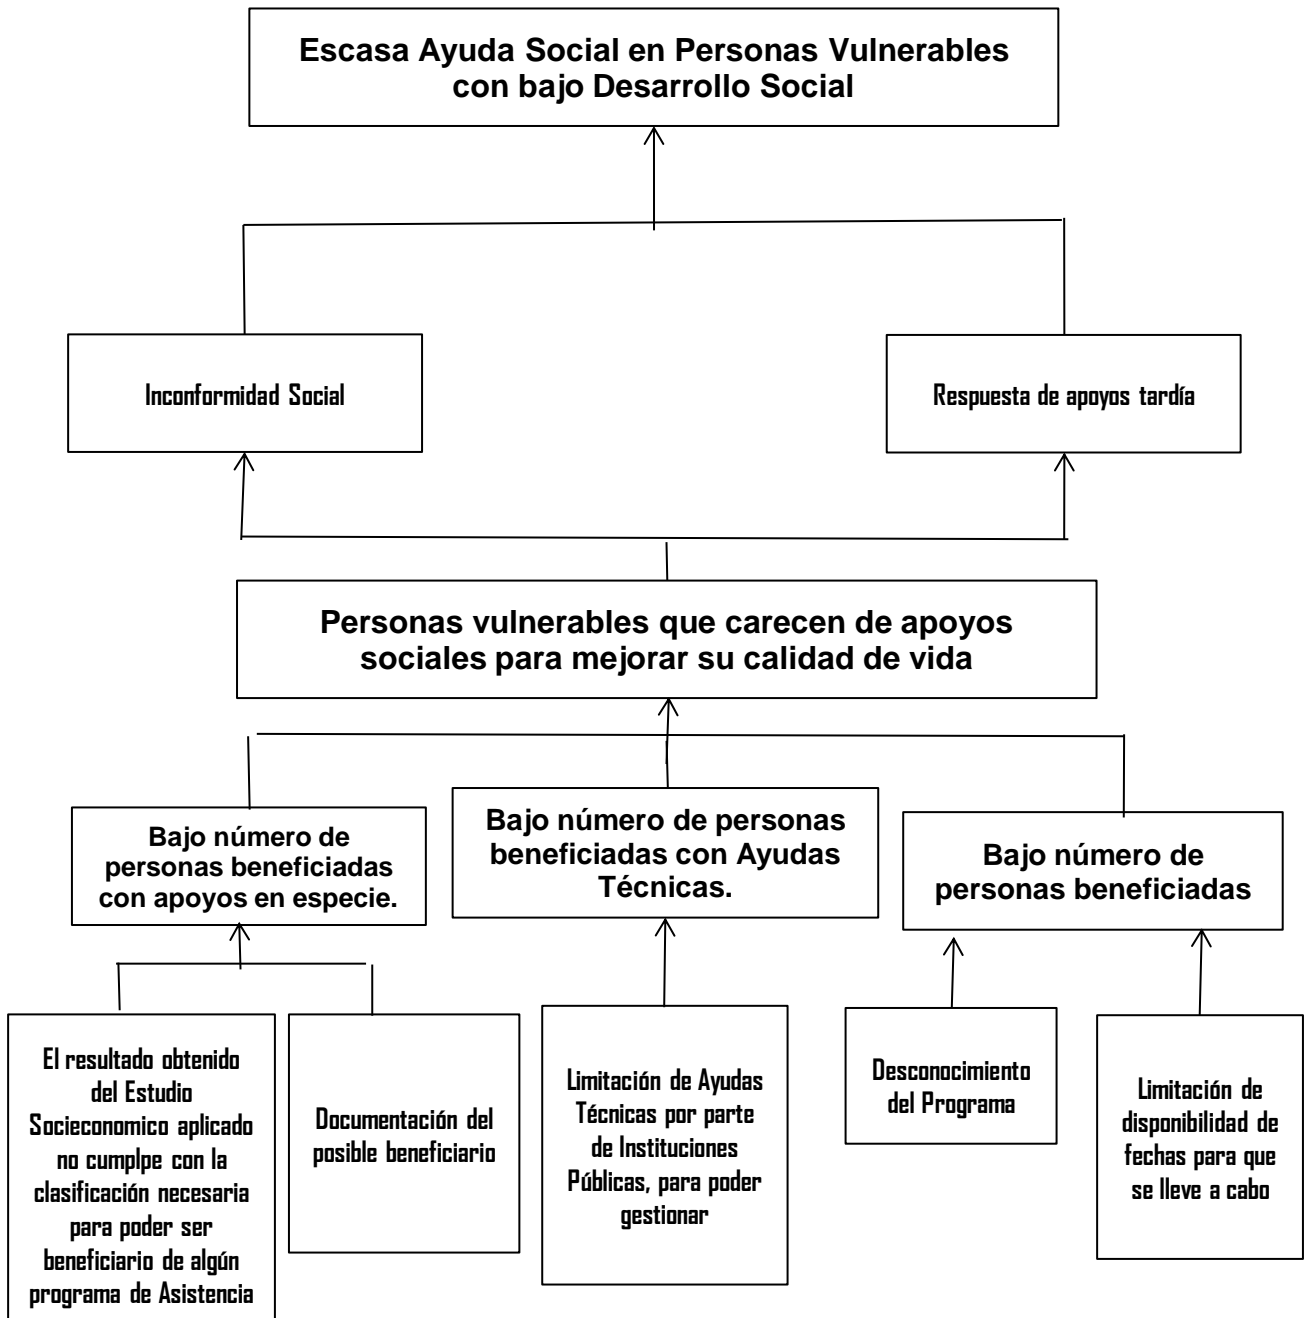 Escasa Ayuda Social en Personas Vulnerables
con bajo Desarrollo Social
Inconformidad Social
Respuesta de apoyos tardía
Personas vulnerables que carecen de apoyos
sociales para mejorar su calidad de vida
Bajo número de
personas beneficiadas
con apoyos en especie.
Bajo número de personas
beneficiadas con Ayudas
Técnicas.
Bajo número de
personas beneficiadas
El resultado obtenido
del Estudio
Socieconomico aplicado
no cumplpe con la
clasificación necesaria
para poder ser
beneficiario de algún
programa de Asistencia
Documentación del
posible beneficiario
Limitación de Ayudas
Técnicas por parte
de Instituciones
Públicas, para poder
gestionar
Desconocimiento
del Programa
Limitación de
disponibilidad de
fechas para que
se lleve a cabo